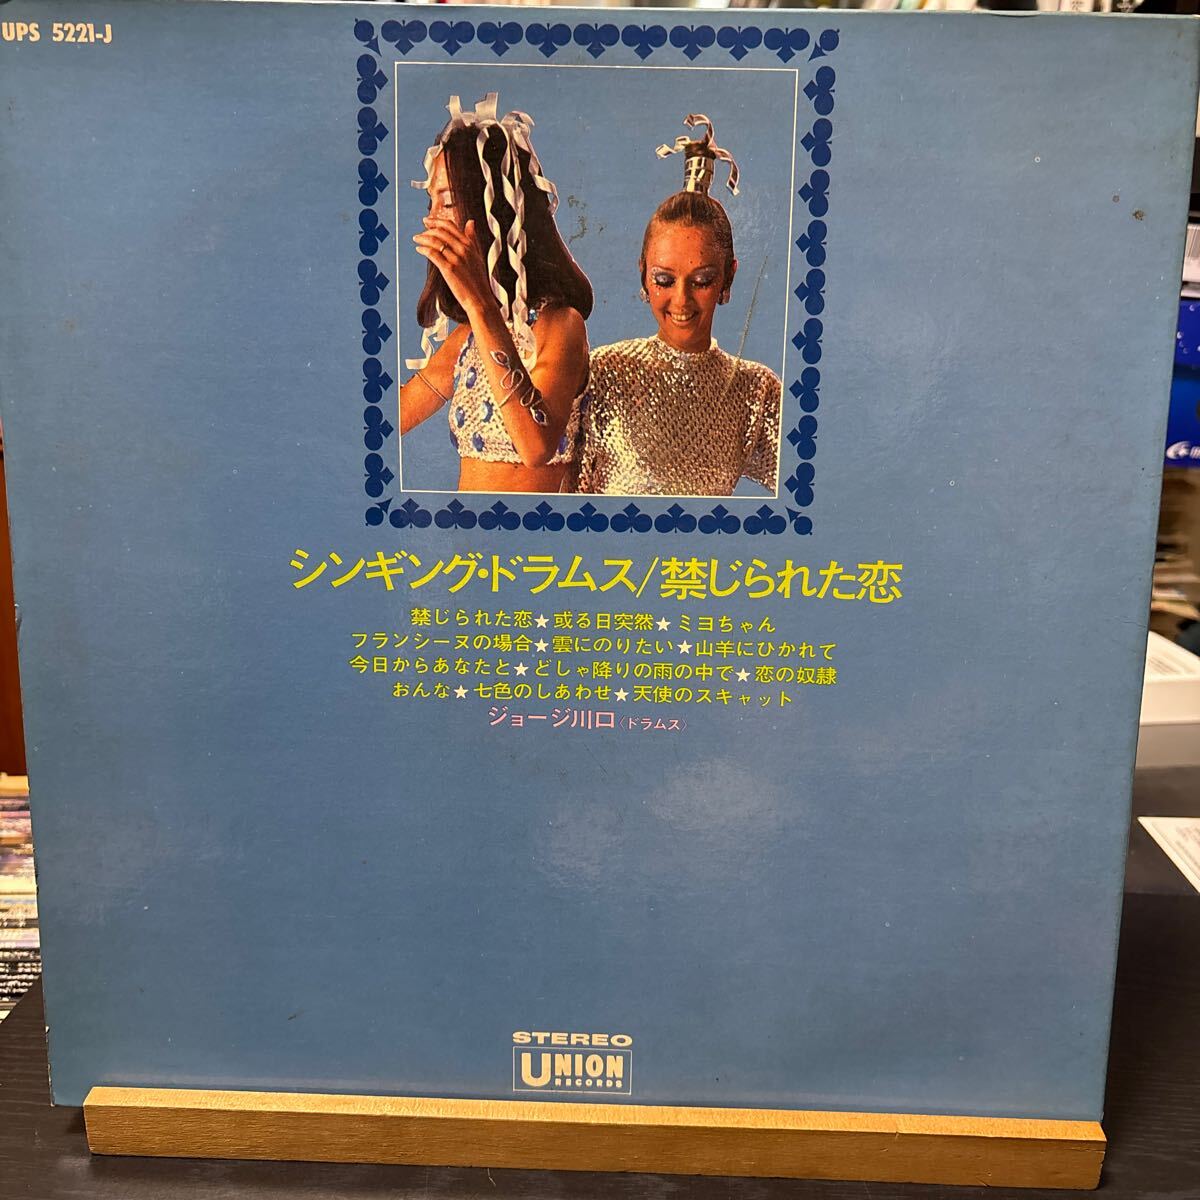 UPS 5221-J
シンギング・ドラムス/禁じられた恋
禁じられた恋★或る日突然★ミヨちゃん
フランシーヌの場合★雲にのりたい★山羊にひかれて
今日からあなたと★どしゃ降りの雨の中で★恋の奴隷
おんな★七色のしあわせ★天使のスキャット
ジョージ川口〈ドラムス〉
STEREO
UNION
RECORDS